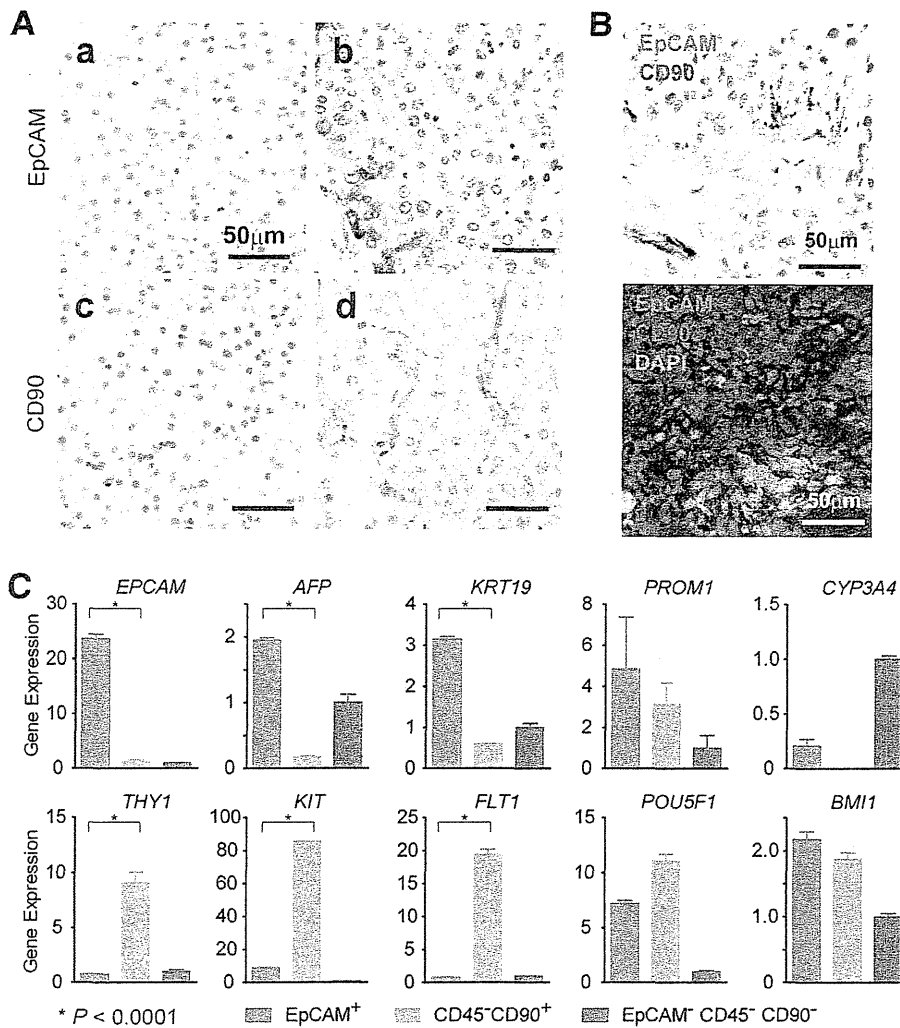 A
B
a
b
EpCAM
50µm
EpCAM
CD90
50µm
c
d
CD90
EpCAM
DAPI
50µm
C
EPCAM
AFP
KRT19
PROM1
CYP3A4
Gene Expression
30
20
10
0
*
2
1
0
*
4
3
2
1
0
*
8
6
4
2
0
1.5
1.0
0.5
0
THY1
KIT
FLT1
POU5F1
BMI1
Gene Expression
15
10
5
0
*
100
80
60
40
20
0
*
25
20
15
10
5
0
*
15
10
5
0
2.0
1.0
0
* P < 0.0001
EpCAM+
CD45-CD90+
EpCAM- CD45- CD90-